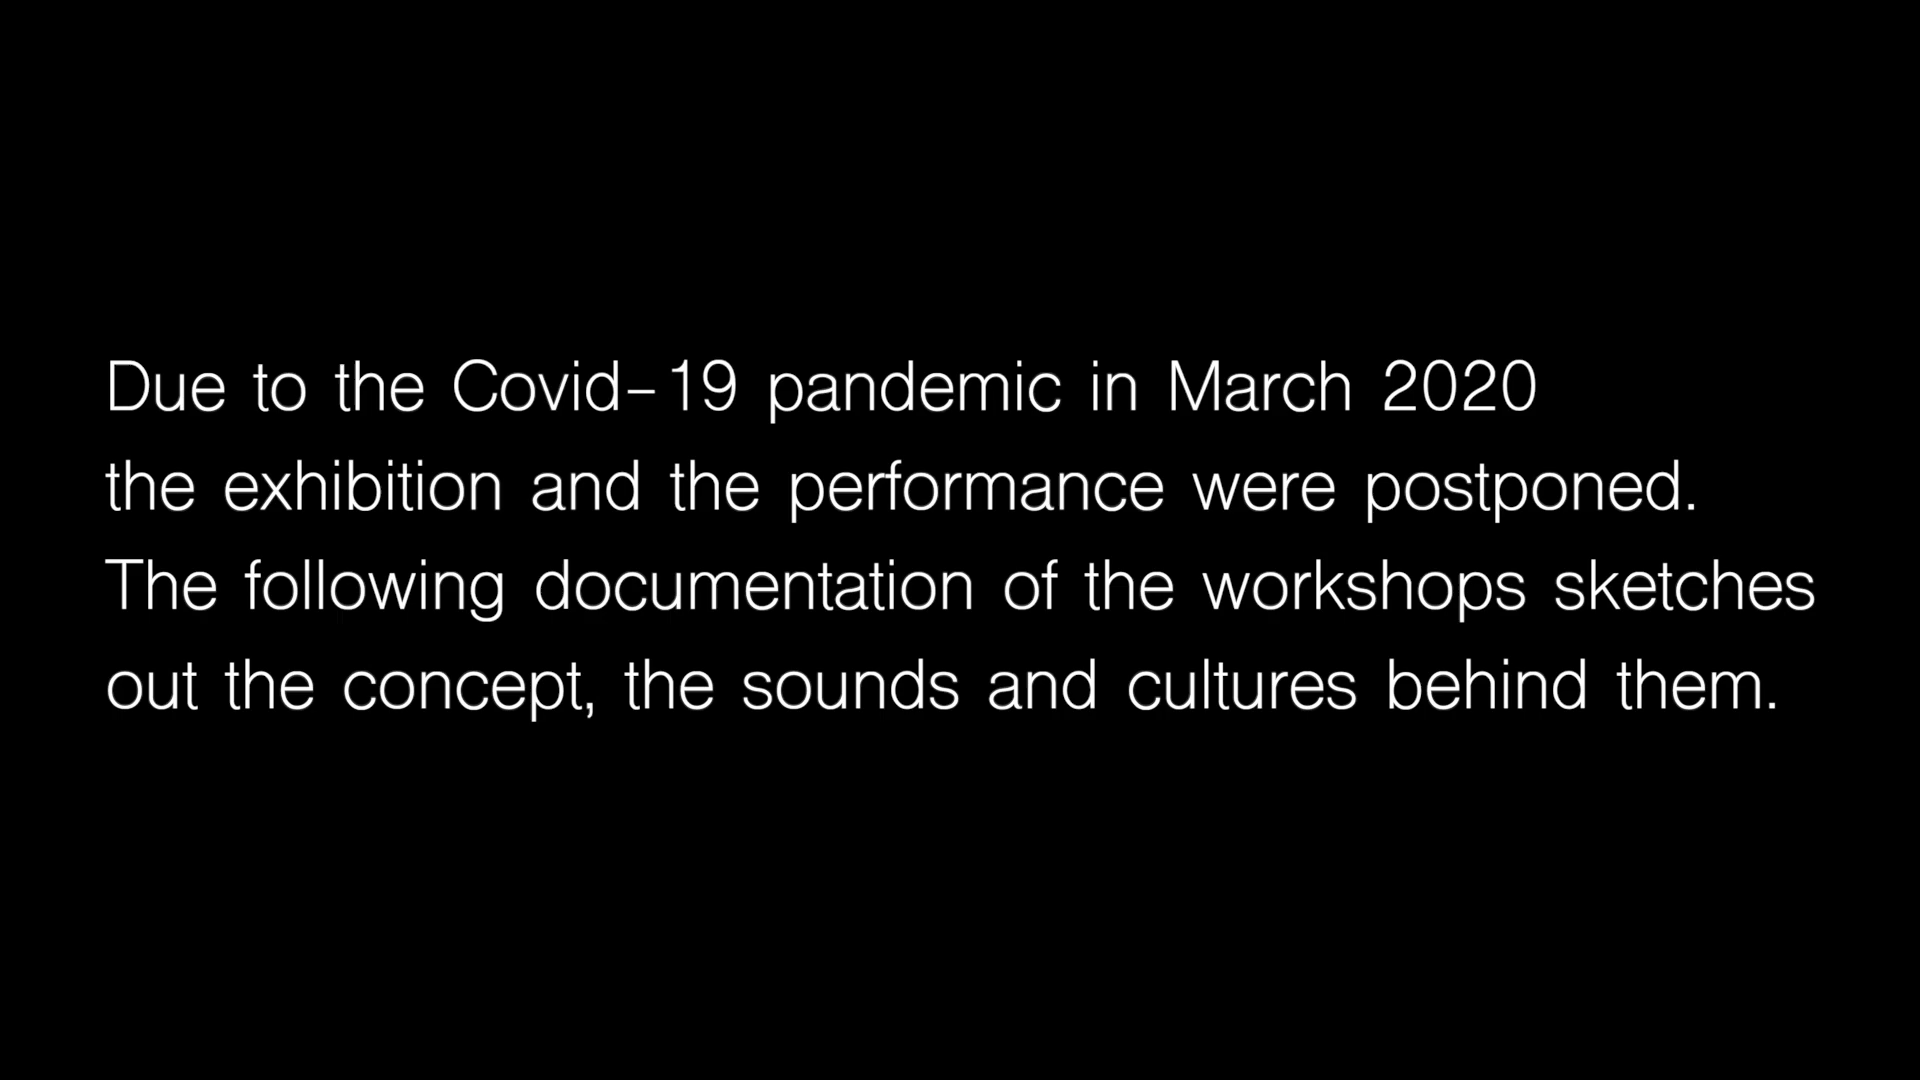 Due to the Covid-19 pandemic in March 2020
the exhibition and the performance were postponed.
The following documentation of the workshops sketches
out the concept, the sounds and cultures behind them.